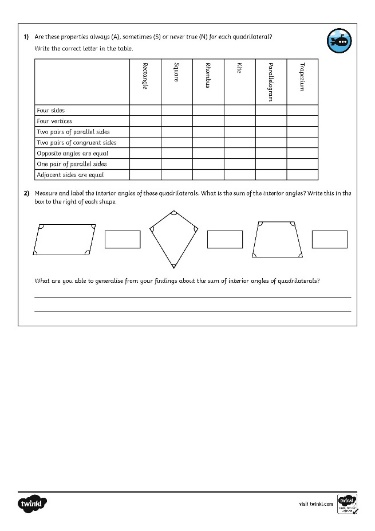 1) Are these properties always (A), sometimes (S) or never true (N) for each quadrilateral?
Write the correct letter in the table.
Rectangle
Square
Rhombus
Kite
Parallelogram
Trapezium
Four sides
Four vertices
Two pairs of parallel sides
Two pairs of congruent sides
Opposite angles are equal
One pair of parallel sides
Adjacent sides are equal
2) Measure and label the interior angles of these quadrilaterals. What is the sum of the interior angles? Write this in the
box to the right of each shape
What are you able to generalise from your findings about the sum of interior angles of quadrilaterals?
twinkl
visit twinkl.com
twinkl